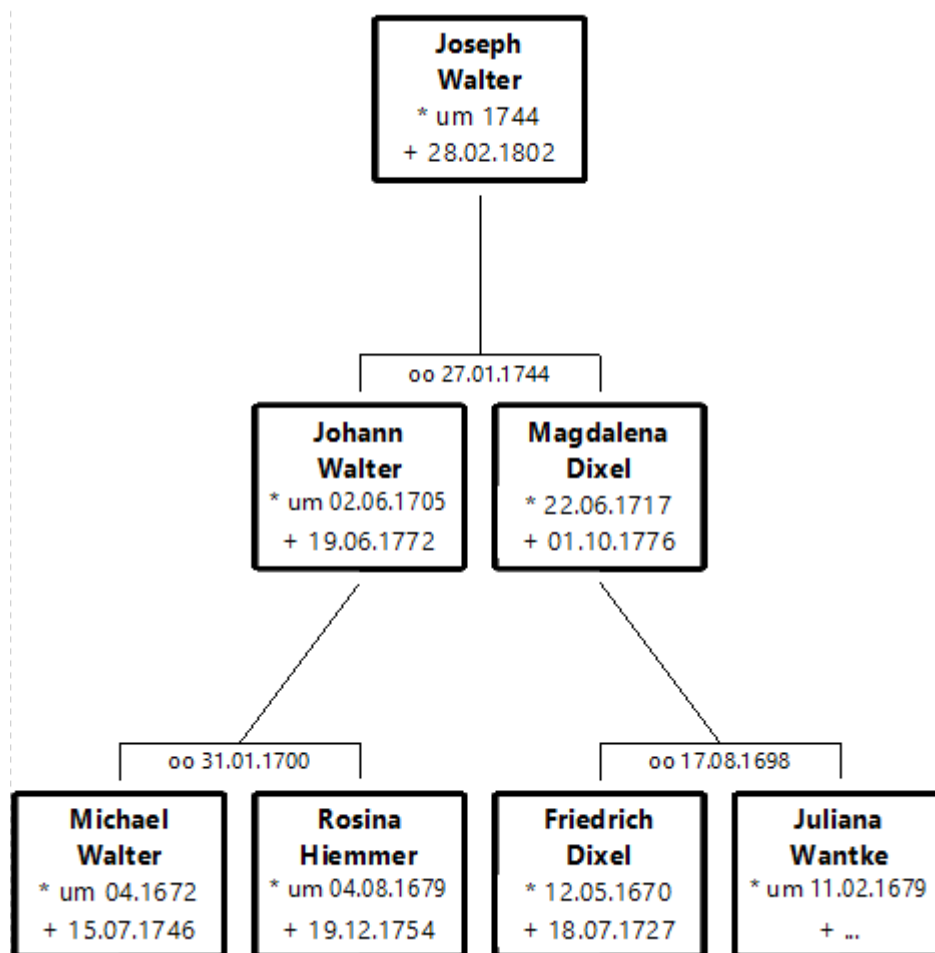 Joseph
Walter
* um 1744
+ 28.02.1802
oo 27.01.1744
Johann
Walter
* um 02.06.1705
+ 19.06.1772
Magdalena
Dixel
* 22.06.1717
+ 01.10.1776
oo 31.01.1700
oo 17.08.1698
Michael
Walter
* um 04.1672
+ 15.07.1746
Rosina
Hiemmer
* um 04.08.1679
+ 19.12.1754
Friedrich
Dixel
* 12.05.1670
+ 18.07.1727
Juliana
Wantke
* um 11.02.1679
+ ...